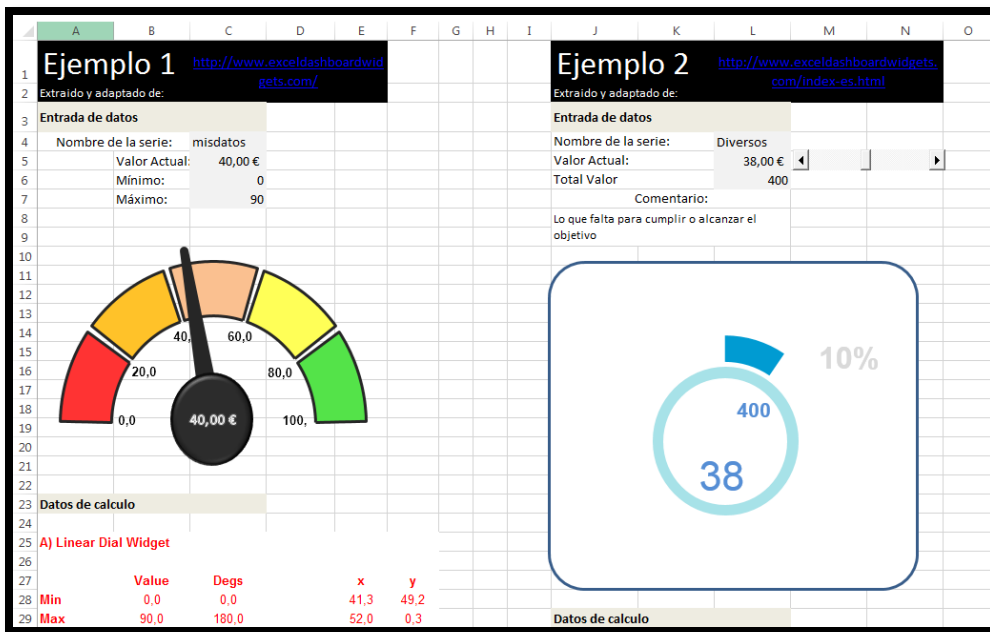 A B C D E F G H I J K L M N O
1 Ejemplo 1 http://www.exceldashboardwid
gets.com/
Ejemplo 2 http://www.exceldashboardwidgets.
com/index-es.html
2 Extraido y adaptado de: Extraido y adaptado de:
3 Entrada de datos Entrada de datos
4 Nombre de la serie: misdatos Nombre de la serie: Diversos
5 Valor Actual: 40,00 € Valor Actual: 38,00 €
6 Mínimo: 0 Total Valor 400
7 Máximo: 90 Comentario:
8 Lo que falta para cumplir o alcanzar el
9 objetivo
10
11
12
13
14 40, 60,0
15 10%
16 20,0 80,0
17
18 400
19 0,0 40,00 € 100,
20
21
22 38
23 Datos de calculo
24
25 A) Linear Dial Widget
26
27 Value Degs x y
28 Min 0,0 0,0 41,3 49,2
29 Max 90,0 180,0 52,0 0,3 Datos de calculo